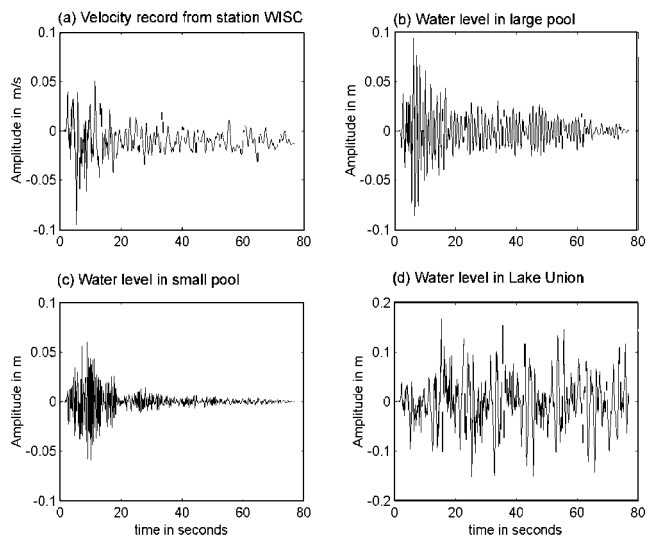 (a) Velocity record from station WISC
0.1
0.05
0
-0.05
-0.1
Amplitude in m/s
0 20 40 60 80
(b) Water level in large pool
0.1
0.05
0
-0.05
-0.1
Amplitude in m
0 20 40 60 80
(c) Water level in small pool
0.1
0.05
0
-0.05
-0.1
Amplitude in m
0 20 40 60 80
time in seconds
(d) Water level in Lake Union
0.2
0.1
0
-0.1
-0.2
Amplitude in m
0 20 40 60 80
time in seconds